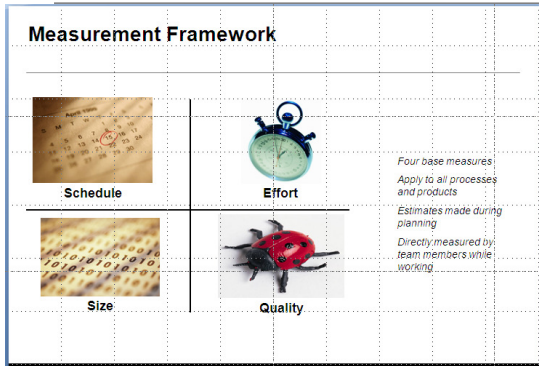 Measurement Framework
Schedule
Effort
Four base measures
Apply to all processes
and products
Estimates made during
planning
Directly measured by
team members while
working
Size
Quality